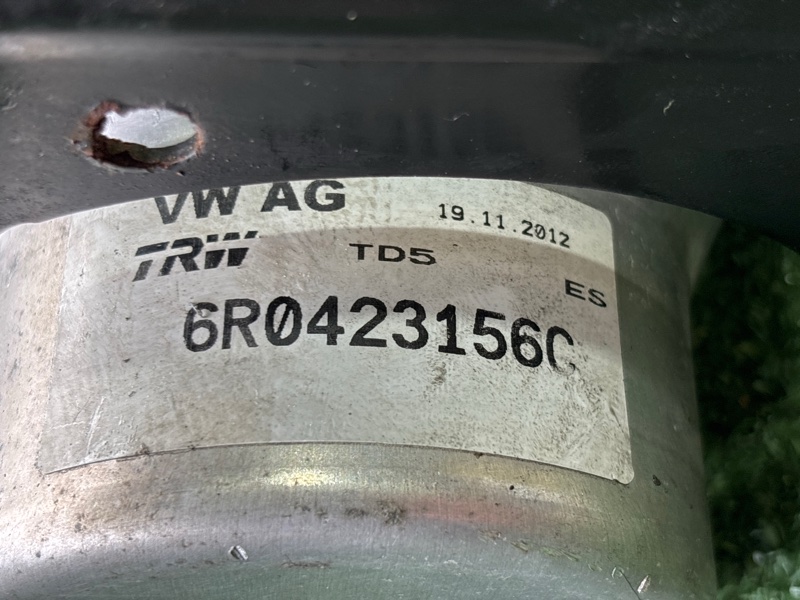 VW AG
19.11.2012
TRW
TD5
ES
6R0423156C